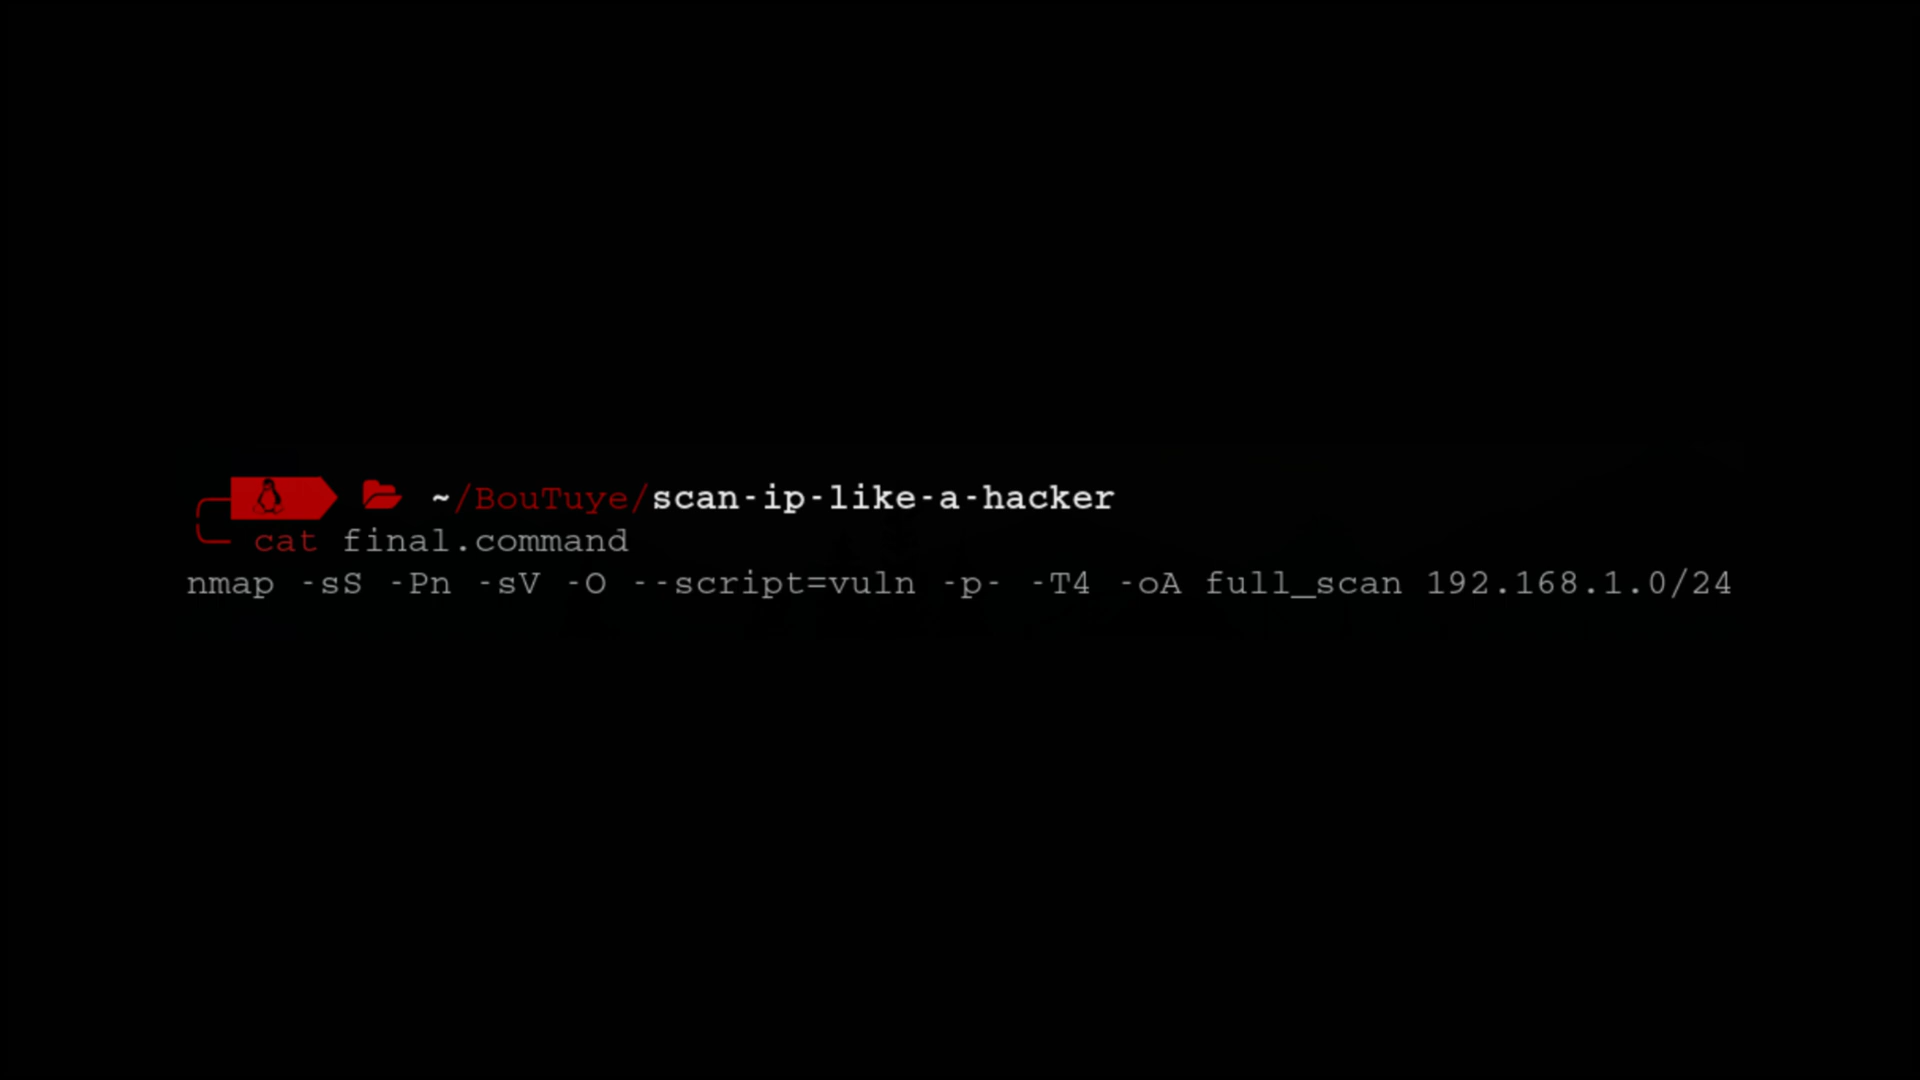 ~/BouTuye/scan-ip-like-a-hacker
cat final.command
nmap -sS -Pn -sV -O --script=vuln -p- -T4 -oA full_scan 192.168.1.0/24